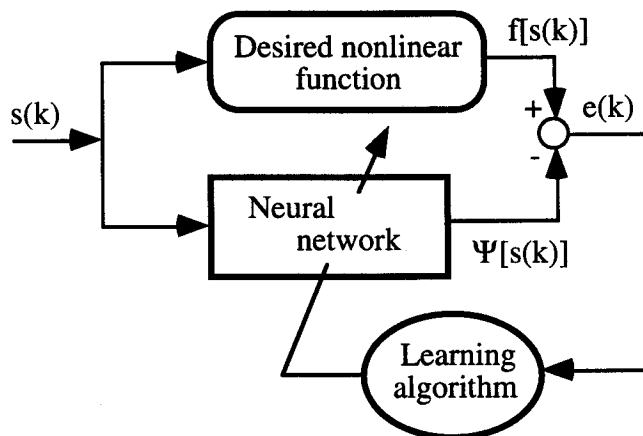 Desired nonlinear
function
f[s(k)]
s(k)
+
e(k)
-
Neural
network
Ψ[s(k)]
Learning
algorithm